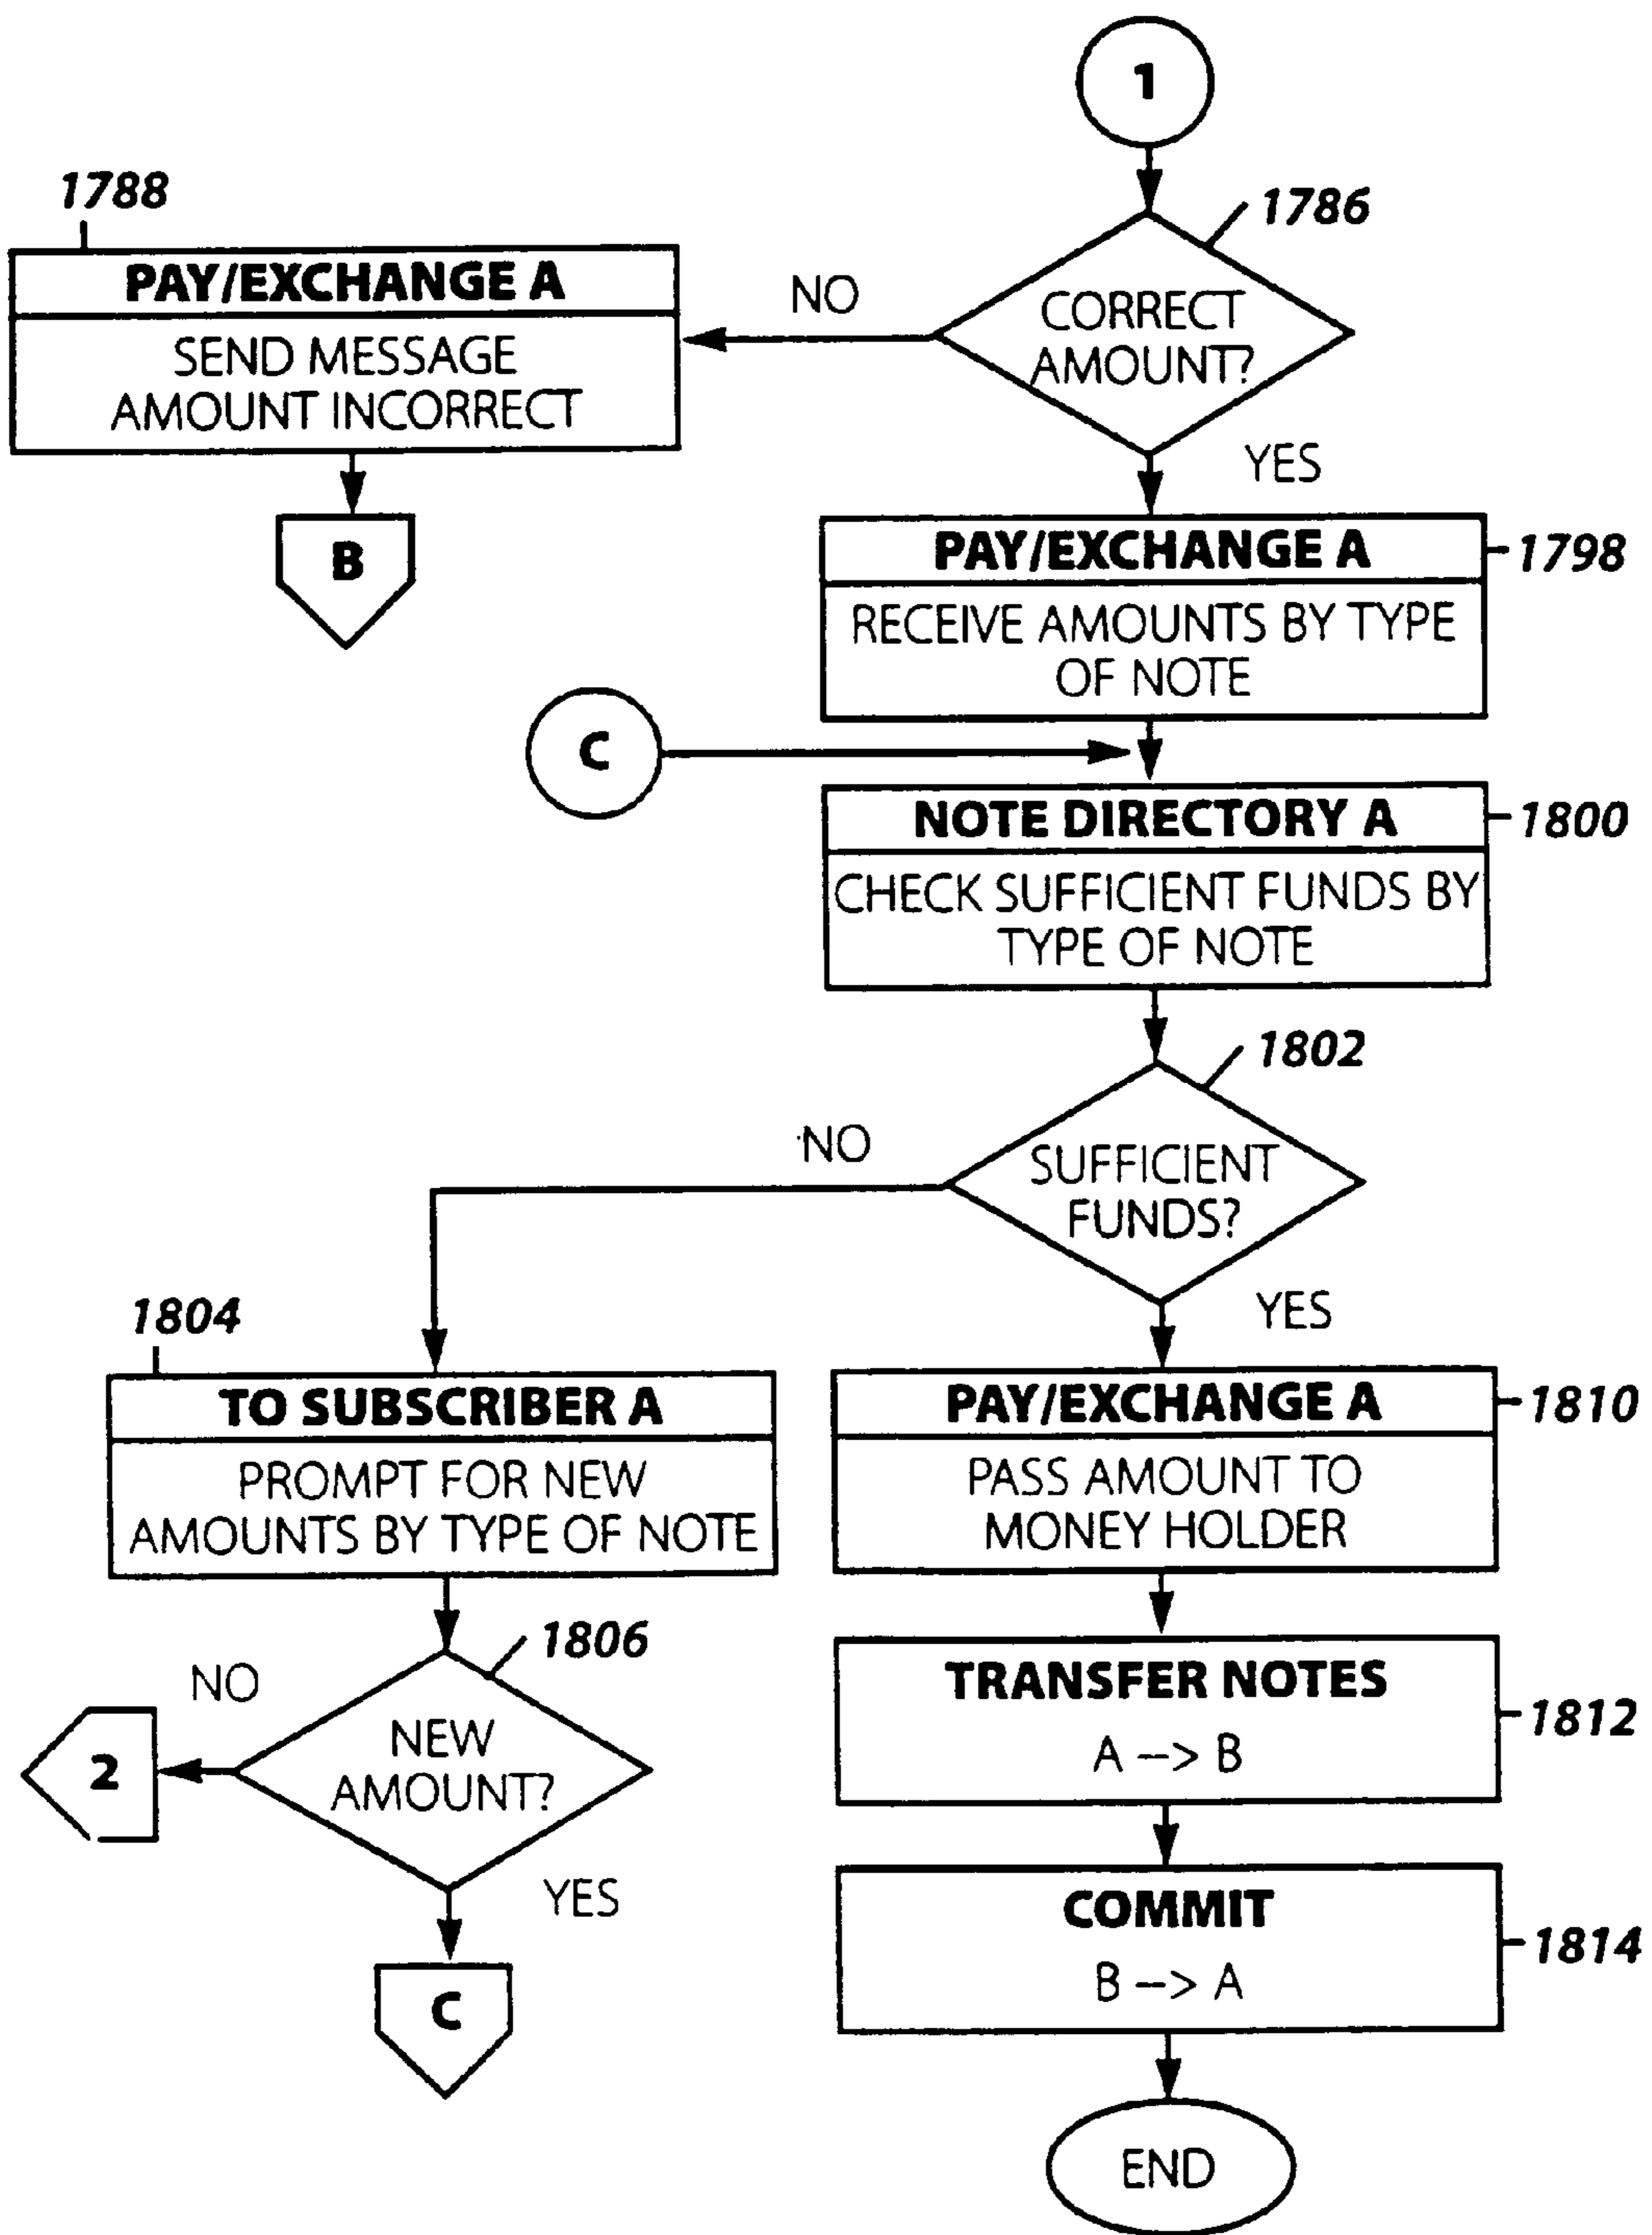 1
1786
CORRECT
AMOUNT?
NO
1788
PAY/EXCHANGE A
SEND MESSAGE
AMOUNT INCORRECT
B
YES
PAY/EXCHANGE A
1798
RECEIVE AMOUNTS BY TYPE
OF NOTE
C
NOTE DIRECTORY A
1800
CHECK SUFFICIENT FUNDS BY
TYPE OF NOTE
1802
SUFFICIENT
FUNDS?
NO
1804
TO SUBSCRIBER A
PROMPT FOR NEW
AMOUNTS BY TYPE OF NOTE
1806
NEW
AMOUNT?
NO
2
YES
C
YES
PAY/EXCHANGE A
1810
PASS AMOUNT TO
MONEY HOLDER
TRANSFER NOTES
1812
A --> B
COMMIT
1814
B --> A
END